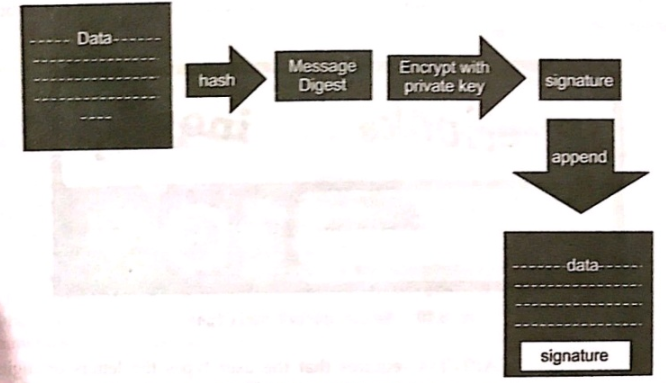 Data
hash
Message
Digest
Encrypt with
private key
signature
append
data
signature